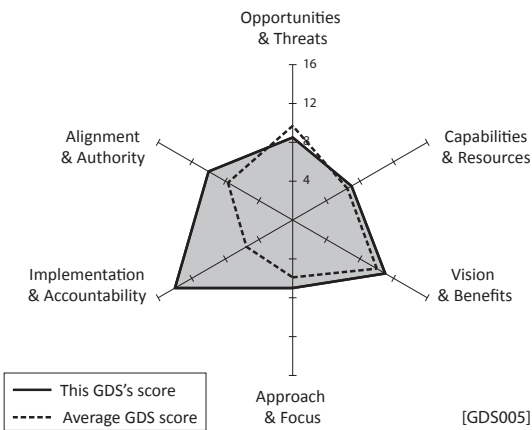 Opportunities
& Threats
16
12
8
4
Alignment
& Authority
Capabilities
& Resources
Implementation
& Accountability
Vision
& Benefits
This GDS's score
Average GDS score
Approach
& Focus
[GDS005]